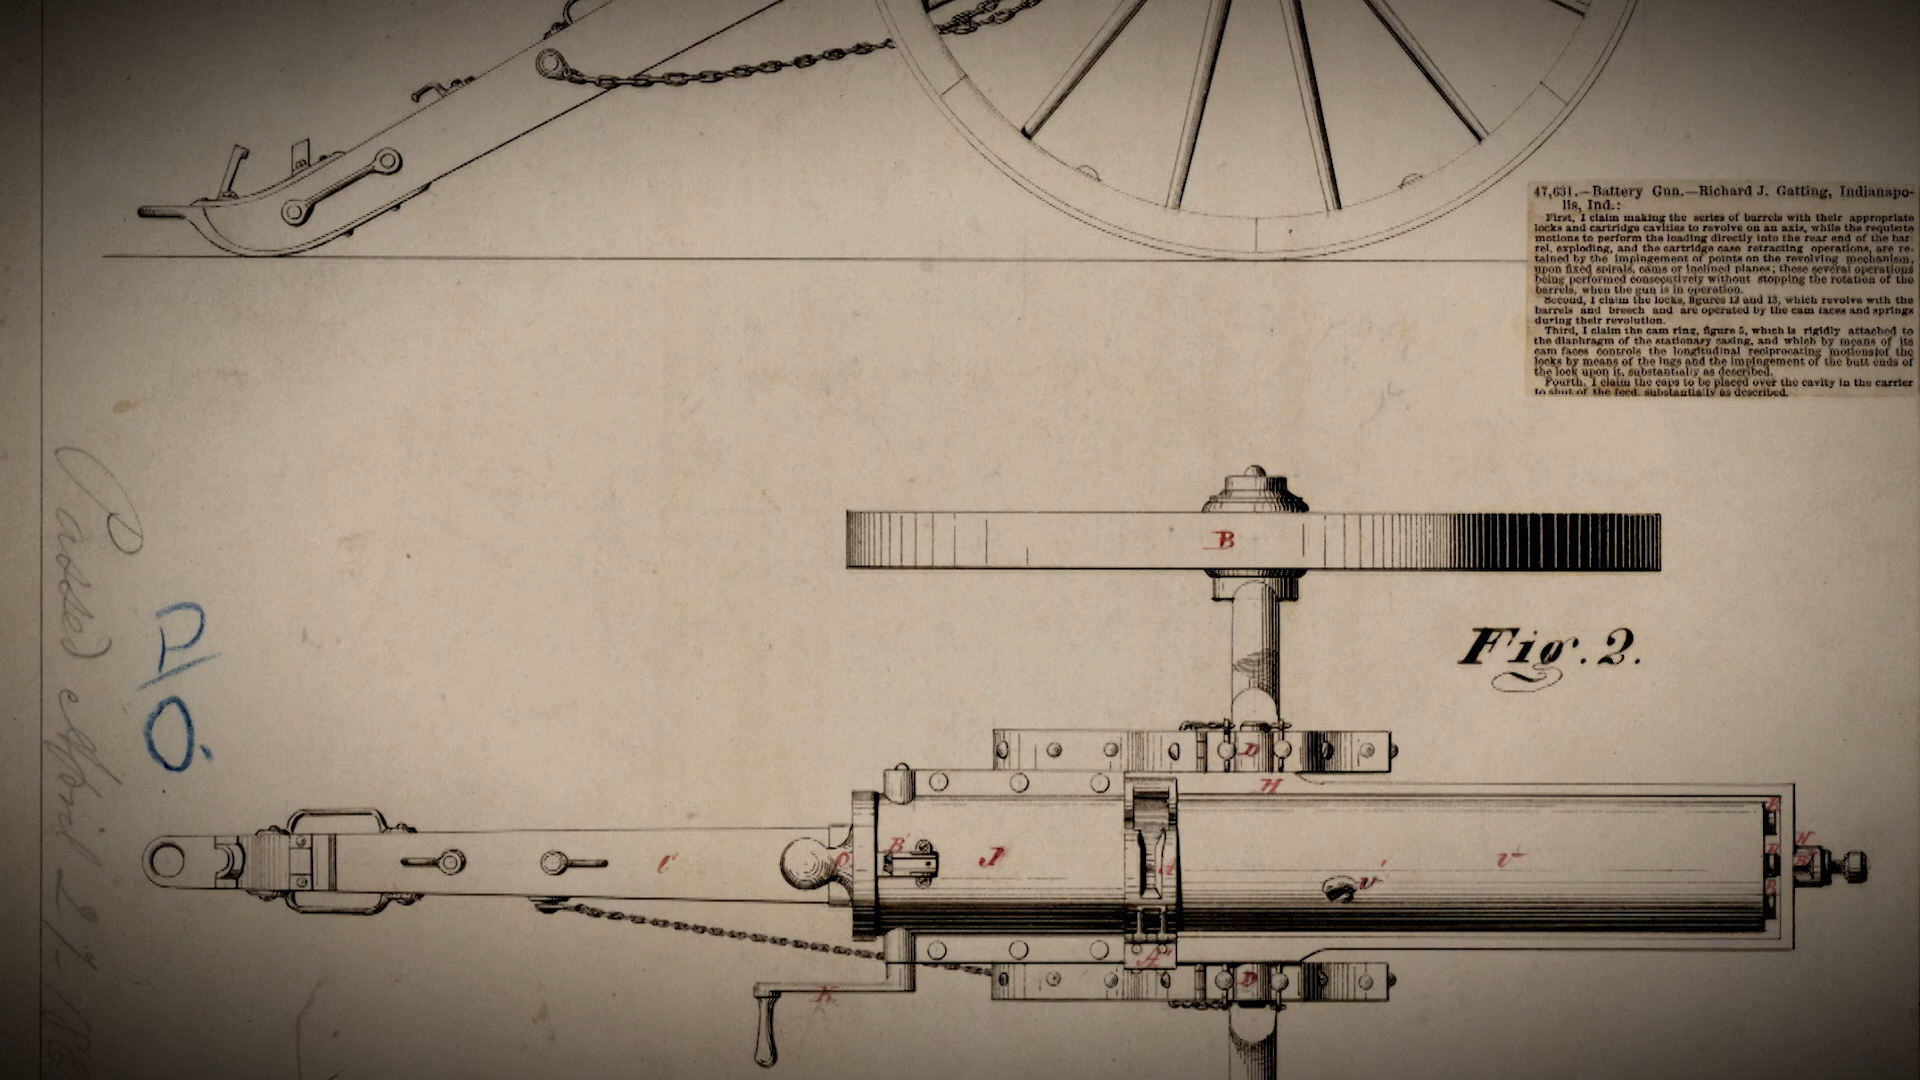 47,631.—Battery Gun.—Richard J. Gatting, Indianapo-
lis, Ind.:
First, I claim making the series of barrels with their appropriate
locks and cartridge cavities to revolve on an axis, while the requisite
motions to perform the loading directly into the rear end of the bar
rel, exploding, and the cartridge case retracting operations, are re-
tained by the impingement of points on the revolving mechanism,
upon fixed spirals, cams or inclined planes; these several operations
being performed consecutively without stopping the rotation of the
barrels, when the gun is in operation.
Second, I claim the locks, figures 12 and 13, which revolve with the
barrels and breech and are operated by the cam faces and springs
during their revolution.
Third, I claim the cam ring, figure 5, which is rigidly attached to
the diaphragm of the stationary casing, and which by means of its
cam faces controls the longitudinal reciprocating motions of the
locks by means of the lugs and the impingement of the butt ends of
the lock upon it, substantially as described.
Fourth, I claim the caps to be placed over the cavity in the carrier
to shut of the feed, substantially as described.
B
Fig. 2.
Passed April 27
D
H
B'
J
v'
v
A'
D
K